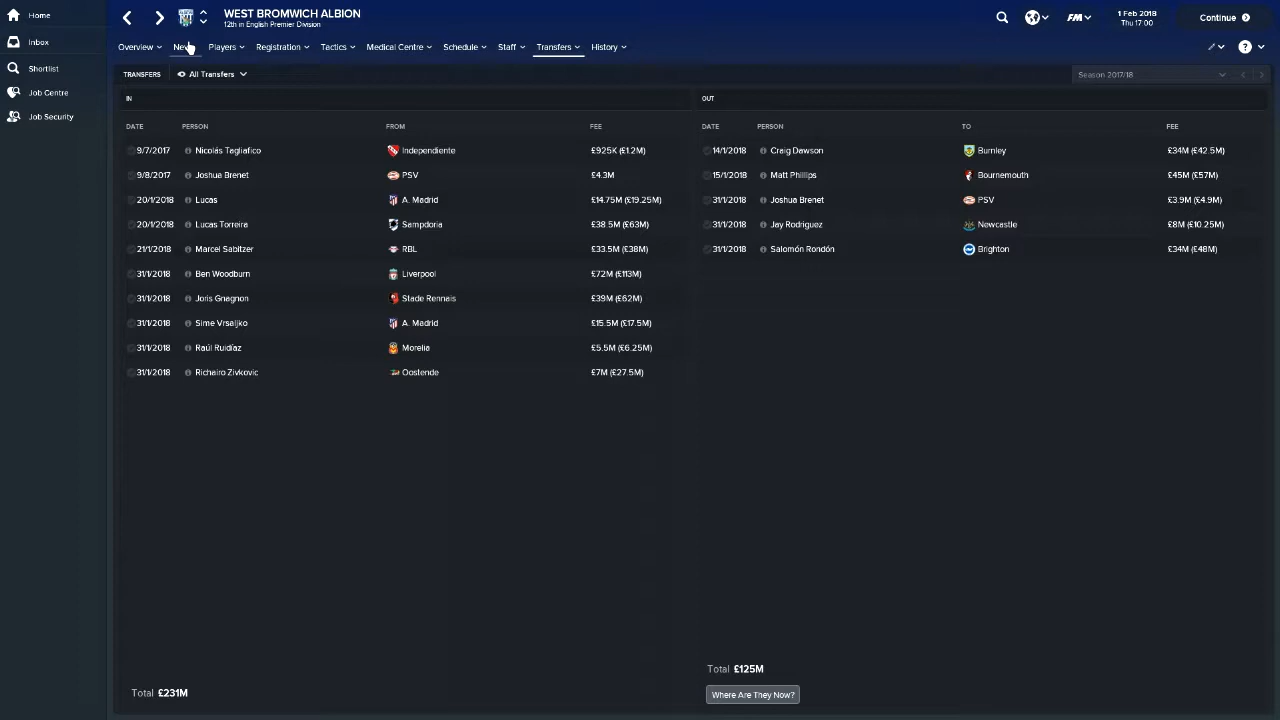 Home
Inbox
Shortlist
Job Centre
Job Security
WEST BROMWICH ALBION
12th in English Premier Division
FM
1 Feb 2018
Thu 17:00
Continue
Overview Players Registration Tactics Medical Centre Schedule Staff Transfers History
TRANSFERS All Transfers Season 2017/18
IN
DATE PERSON FROM FEE
9/7/2017 Nicolás Tagliafico Independiente £925K (£1.2M)
9/8/2017 Joshua Brenet PSV £4.3M
20/1/2018 Lucas A. Madrid £14.75M (£19.25M)
20/1/2018 Lucas Torreira Sampdoria £38.5M (£63M)
21/1/2018 Marcel Sabitzer RBL £33.5M (£38M)
31/1/2018 Ben Woodburn Liverpool £72M (£113M)
31/1/2018 Joris Gnagnon Stade Rennais £39M (£62M)
31/1/2018 Sime Vrsaljko A. Madrid £15.5M (£17.5M)
31/1/2018 Raúl Ruidíaz Morelia £5.5M (£6.25M)
31/1/2018 Richairo Zivkovic Oostende £7M (£27.5M)
Total £231M
OUT
DATE PERSON TO FEE
14/1/2018 Craig Dawson Burnley £34M (£42.5M)
15/1/2018 Matt Phillips Bournemouth £45M (£57M)
31/1/2018 Joshua Brenet PSV £3.9M (£4.9M)
31/1/2018 Jay Rodriguez Newcastle £8M (£10.25M)
31/1/2018 Salomón Rondón Brighton £34M (£48M)
Total £125M
Where Are They Now?